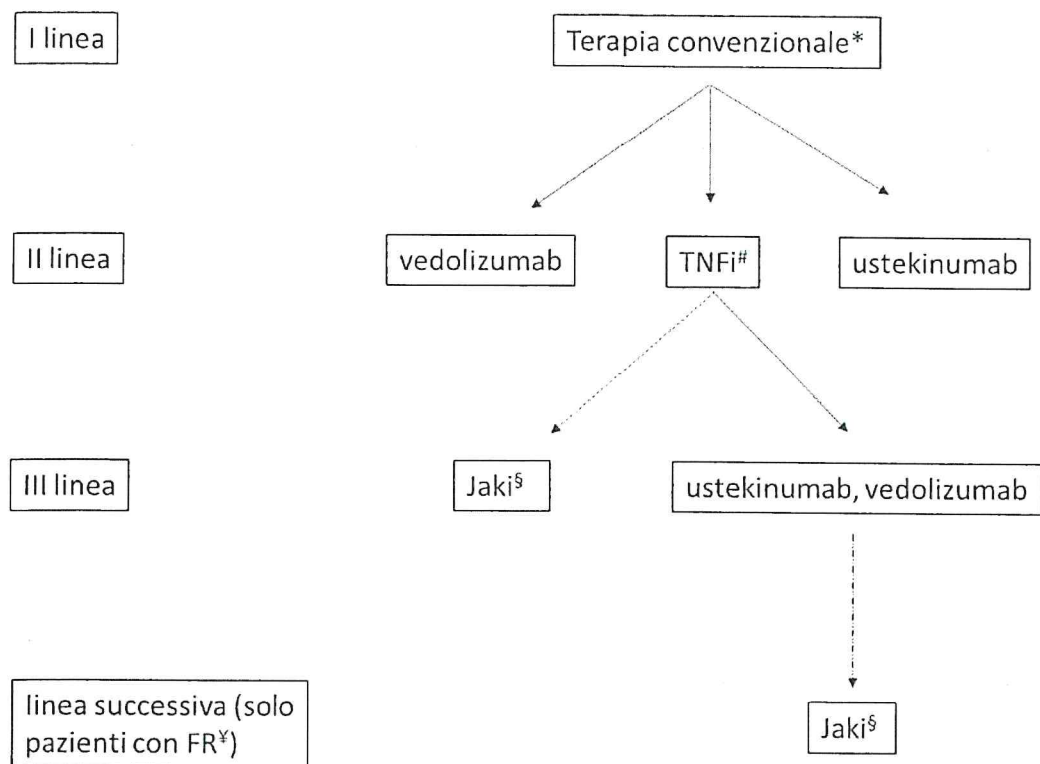 I linea
Terapia convenzionale*
II linea
vedolizumab
TNFi#
ustekinumab
III linea
Jaki§
ustekinumab, vedolizumab
linea successiva (solo
pazienti con FR¥)
Jaki§